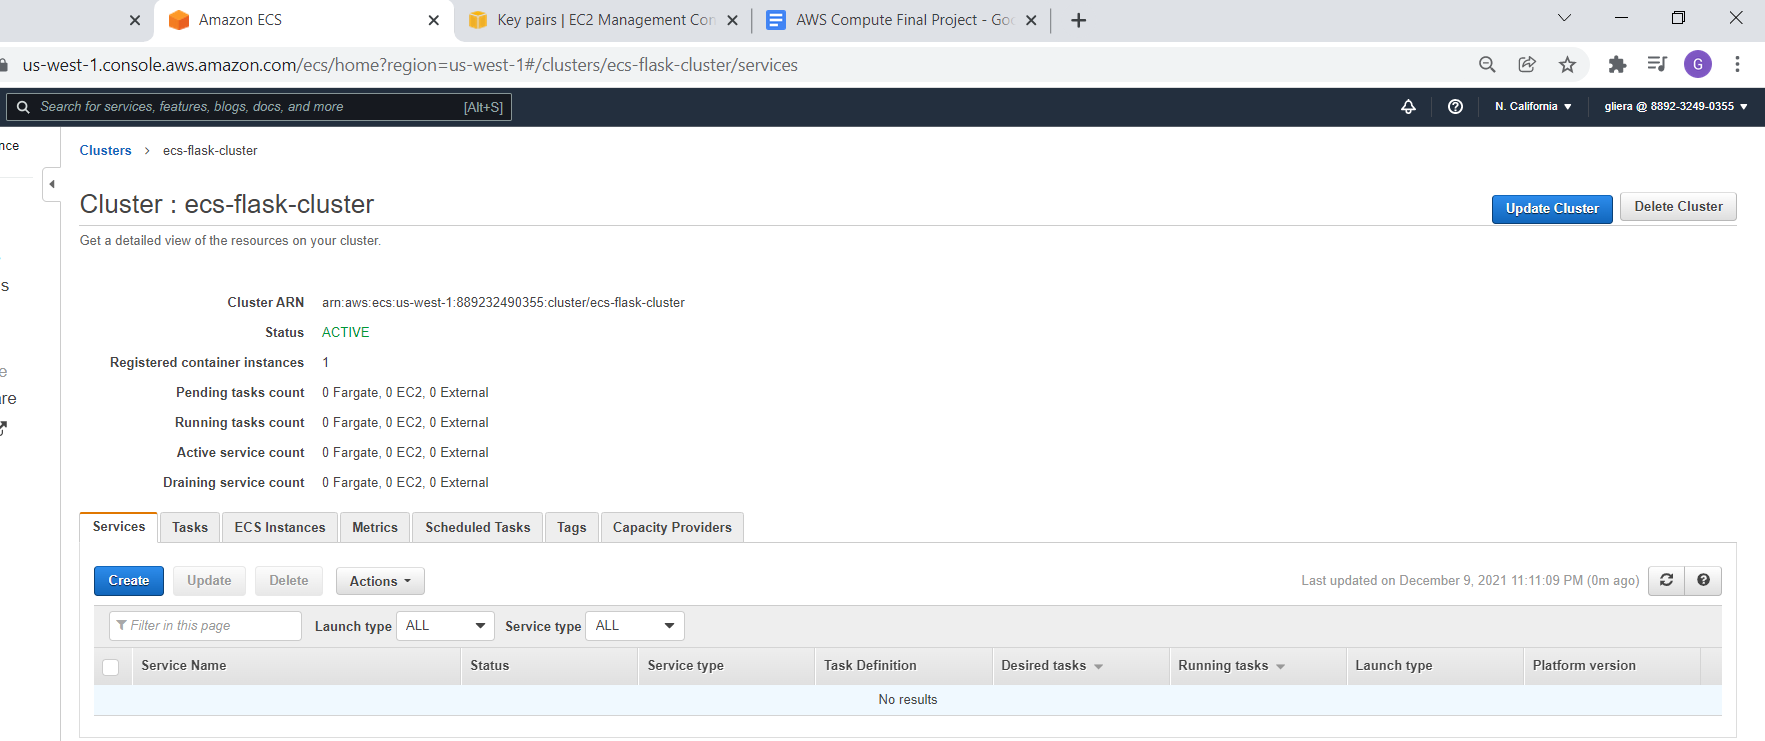 Amazon ECS
Key pairs | EC2 Management Con
AWS Compute Final Project - Goo
us-west-1.console.aws.amazon.com/ecs/home?region=us-west-1#/clusters/ecs-flask-cluster/services
G
Search for services, features, blogs, docs, and more [Alt+S]
N. California
gliera @ 8892-3249-0355
nce
s
e
are
Clusters > ecs-flask-cluster
Cluster : ecs-flask-cluster
Update Cluster
Delete Cluster
Get a detailed view of the resources on your cluster.
Cluster ARN arn:aws:ecs:us-west-1:889232490355:cluster/ecs-flask-cluster
Status ACTIVE
Registered container instances 1
Pending tasks count 0 Fargate, 0 EC2, 0 External
Running tasks count 0 Fargate, 0 EC2, 0 External
Active service count 0 Fargate, 0 EC2, 0 External
Draining service count 0 Fargate, 0 EC2, 0 External
Services Tasks ECS Instances Metrics Scheduled Tasks Tags Capacity Providers
Create Update Delete Actions
Last updated on December 9, 2021 11:11:09 PM (0m ago)
Filter in this page Launch type ALL Service type ALL
Service Name Status Service type Task Definition Desired tasks Running tasks Launch type Platform version
No results